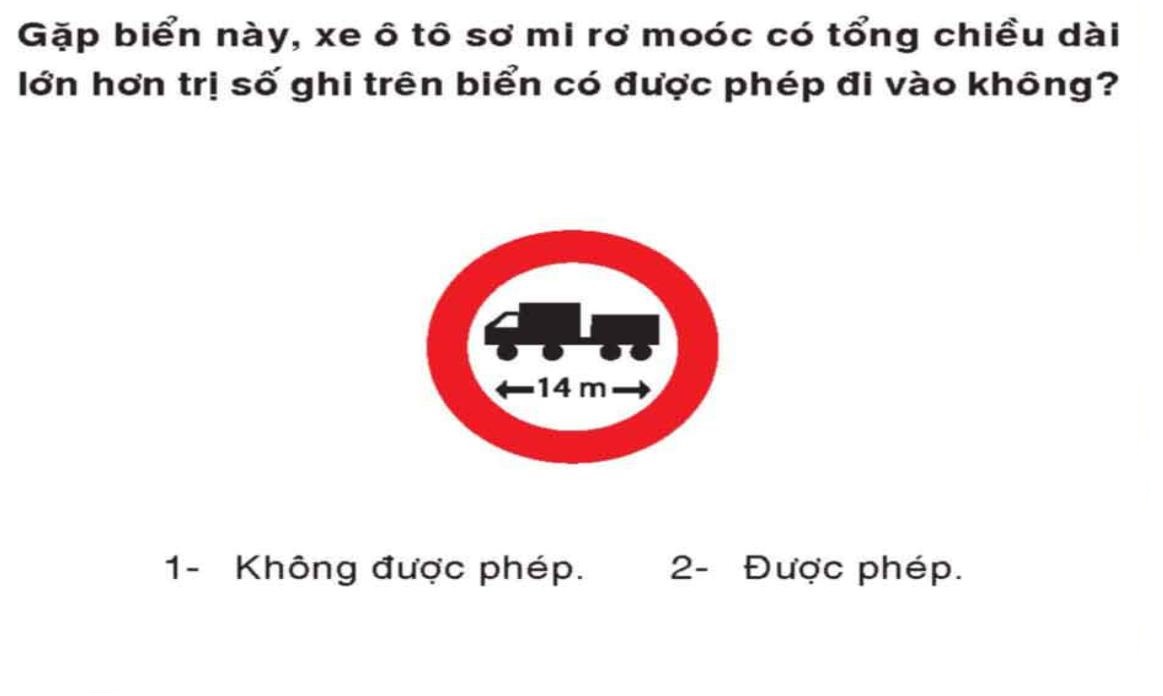 Gặp biển này, xe ô tô sơ mi rơ moóc có tổng chiều dài
lớn hơn trị số ghi trên biển có được phép đi vào không?
14 m
1- Không được phép. 2- Được phép.